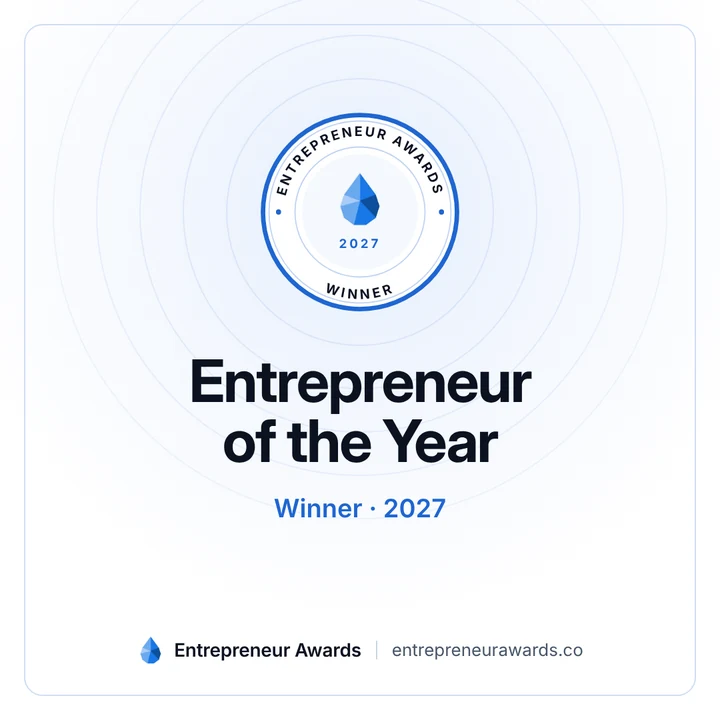 ENTREPRENEUR AWARDS
2027
WINNER
Entrepreneur
of the Year
Winner · 2027
Entrepreneur Awards | entrepreneurawards.co